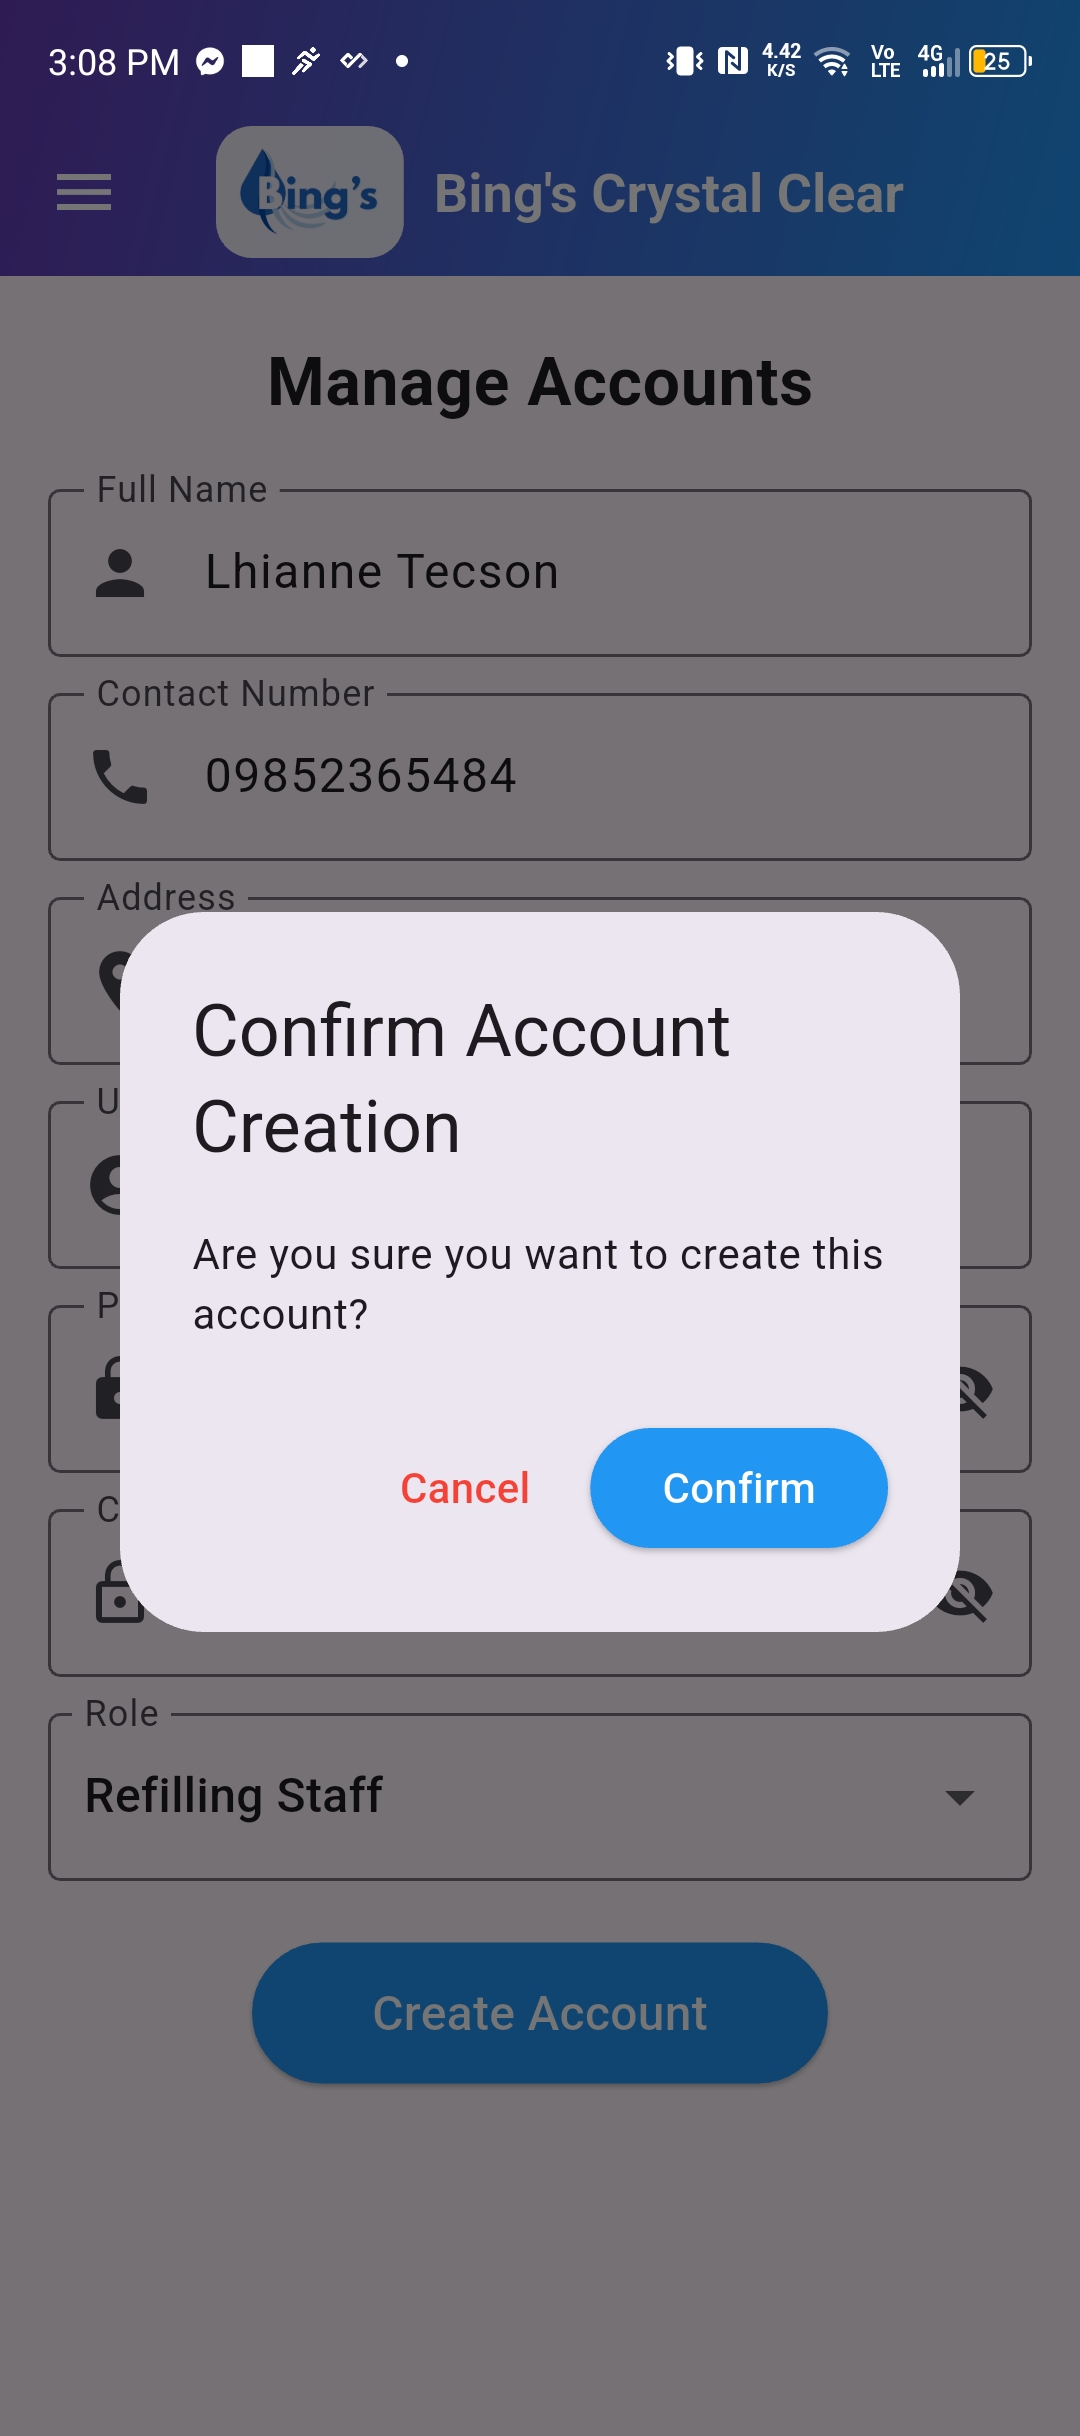 3:08 PM
4.42
K/S
Vo
LTE
4G
25
Bing's
Bing's Crystal Clear
Manage Accounts
Full Name
Lhianne Tecson
Contact Number
09852365484
Address
Confirm Account
Creation
Are you sure you want to create this
account?
Cancel
Confirm
Role
Refilling Staff
Create Account